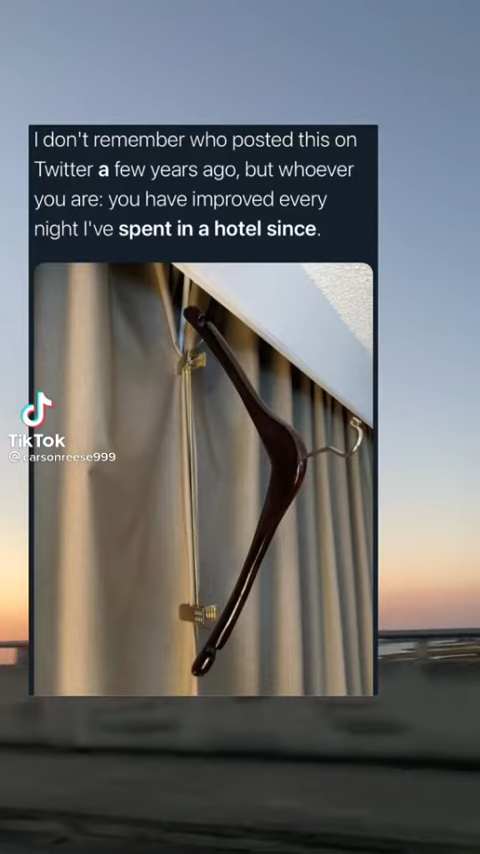 I don't remember who posted this on
Twitter a few years ago, but whoever
you are: you have improved every
night I've spent in a hotel since.
TikTok
@carsonreese999